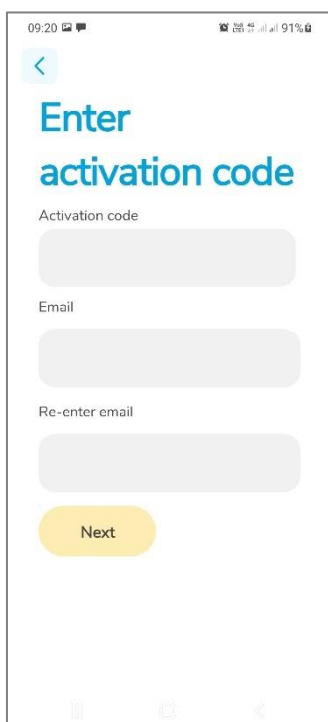 09:20 91%
Enter
activation code
Activation code
Email
Re-enter email
Next